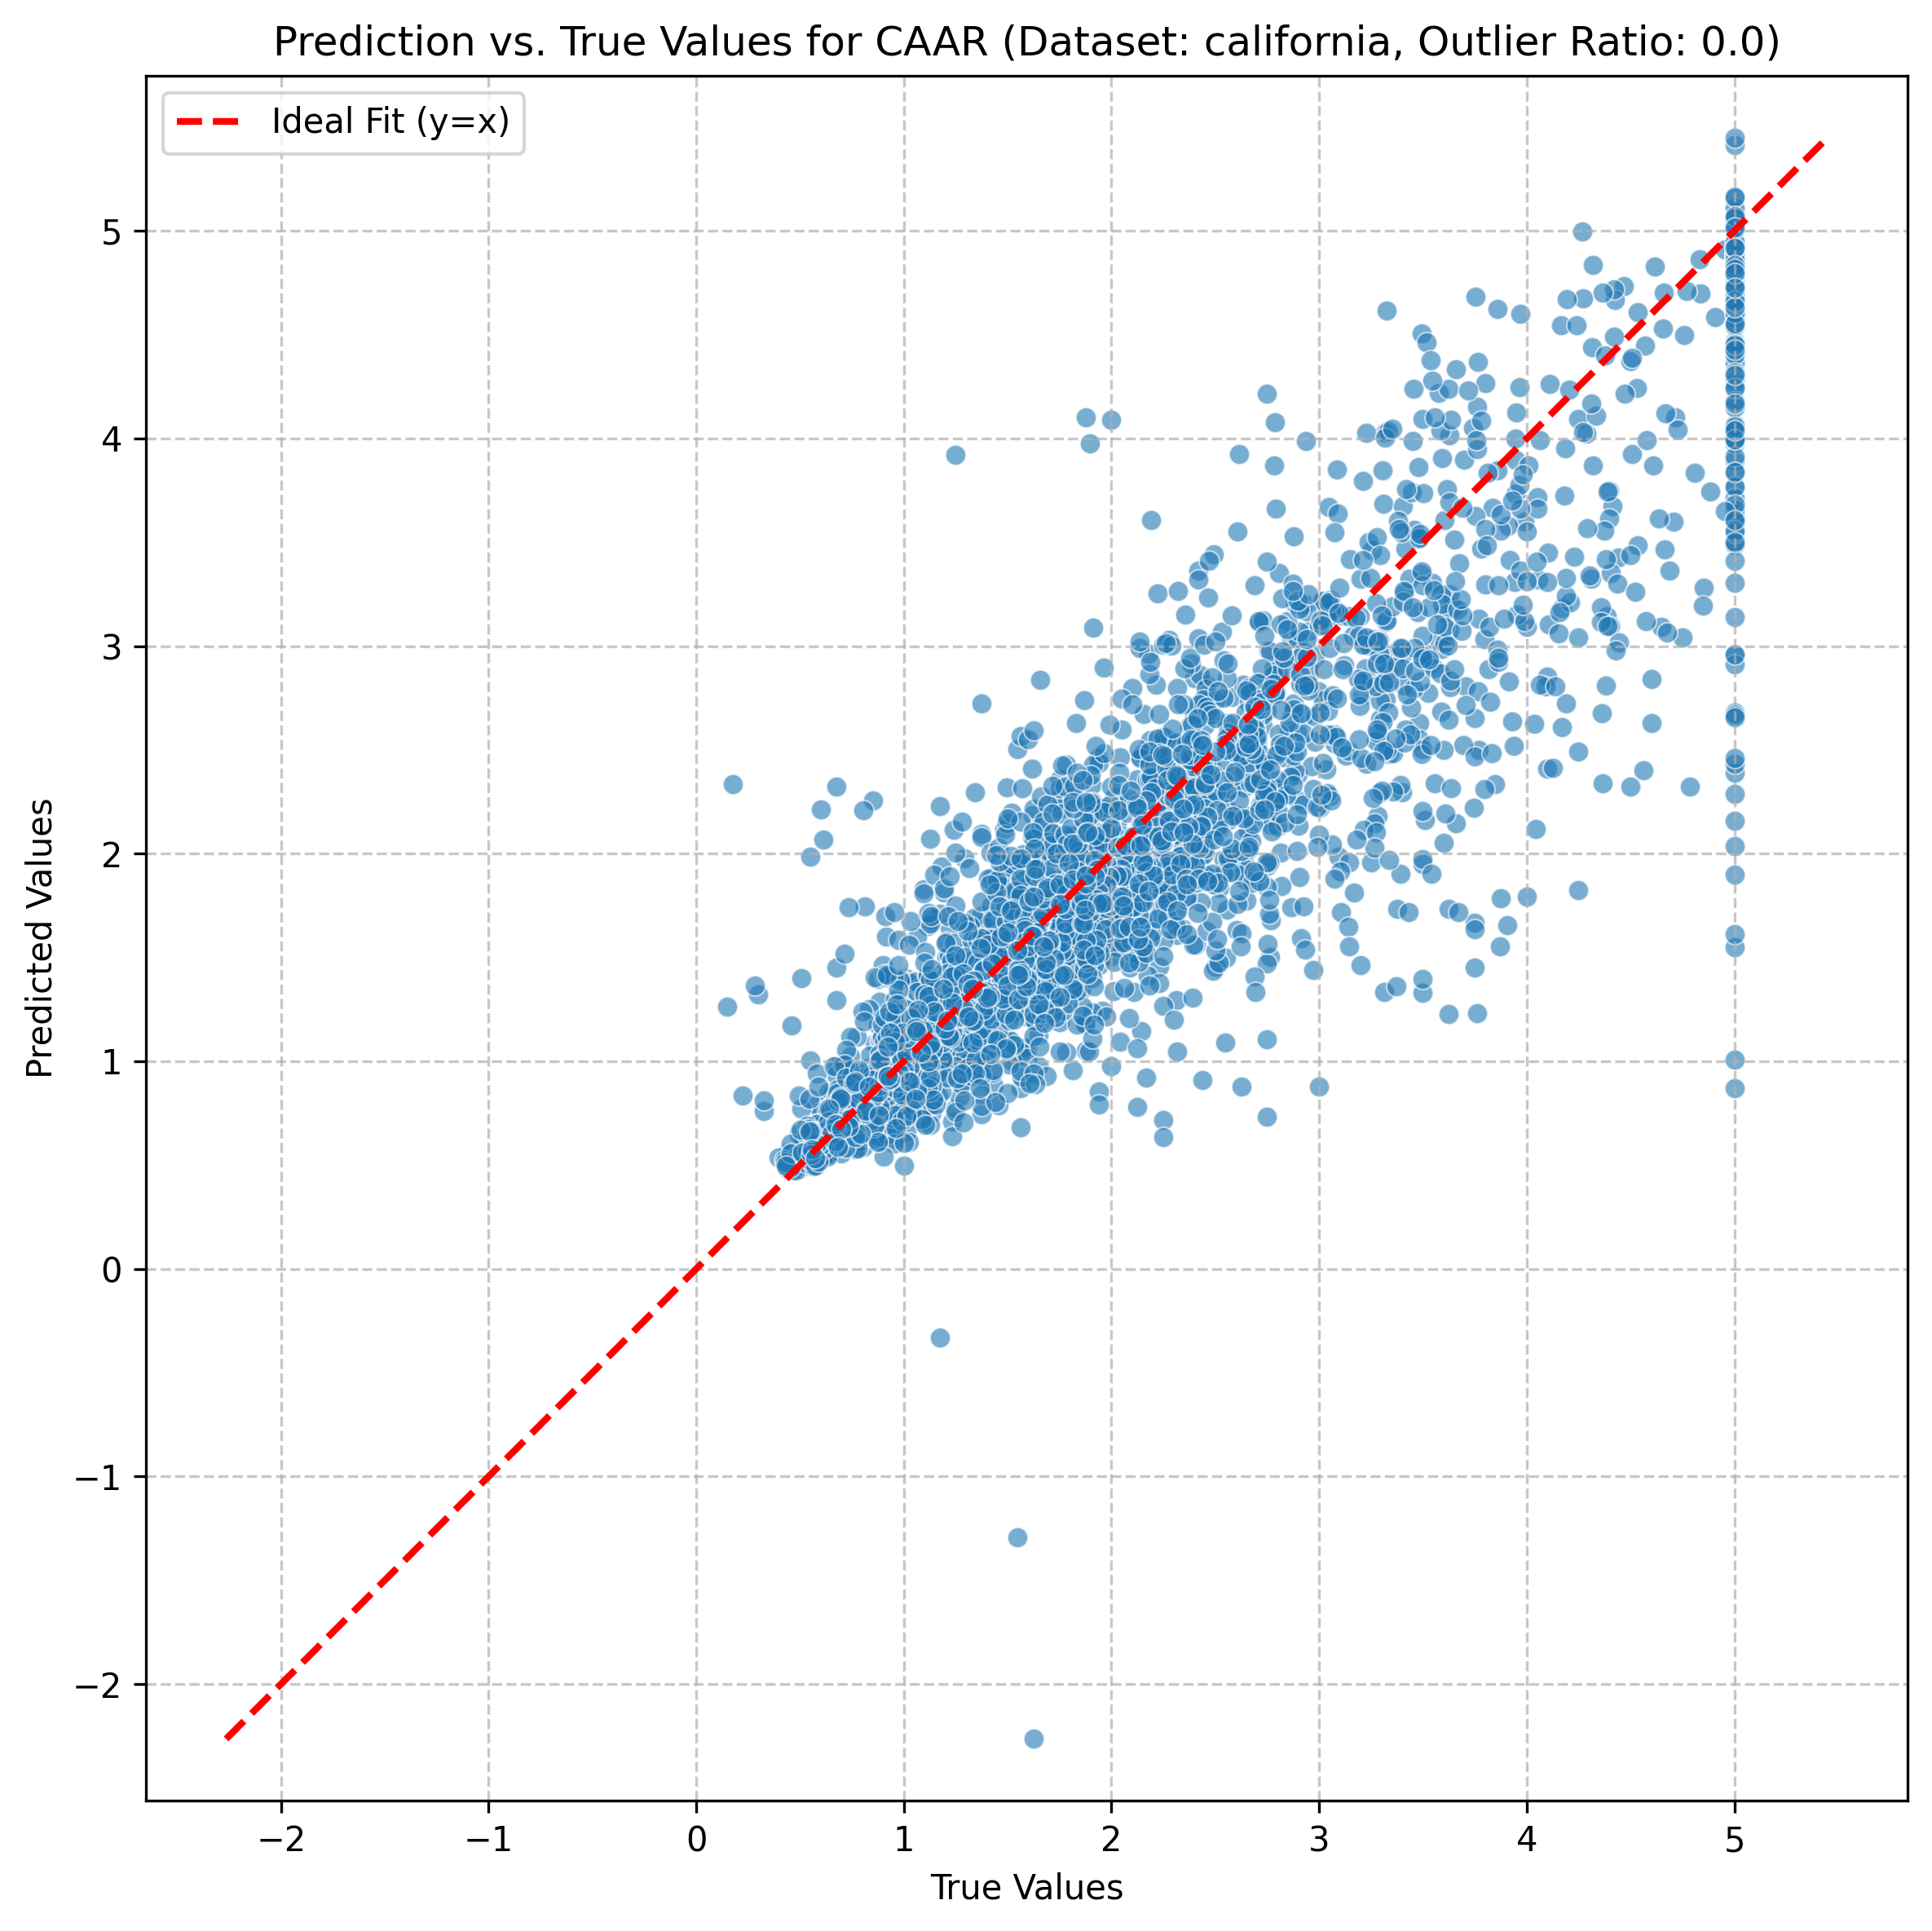 Prediction vs. True Values for CAAR (Dataset: california, Outlier Ratio: 0.0)
Ideal Fit (y=x)
5
4
3
2
1
0
−1
−2
Predicted Values
−2 −1 0 1 2 3 4 5
True Values